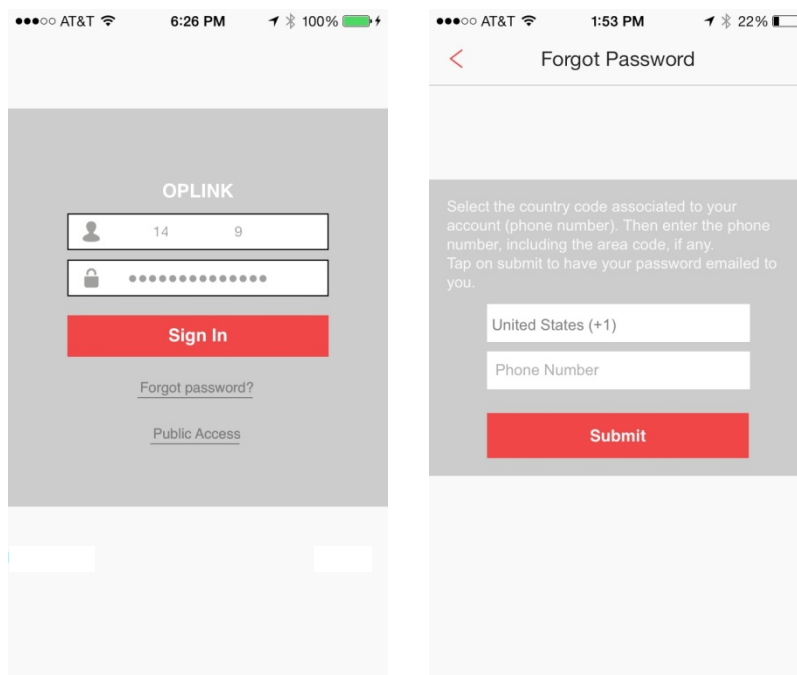 AT&T 6:26 PM 100%
OPLINK
14 9
Sign In
Forgot password?
Public Access
AT&T 1:53 PM 22%
Forgot Password
Select the country code associated to your
account (phone number). Then enter the phone
number, including the area code, if any.
Tap on submit to have your password emailed to
you.
United States (+1)
Phone Number
Submit